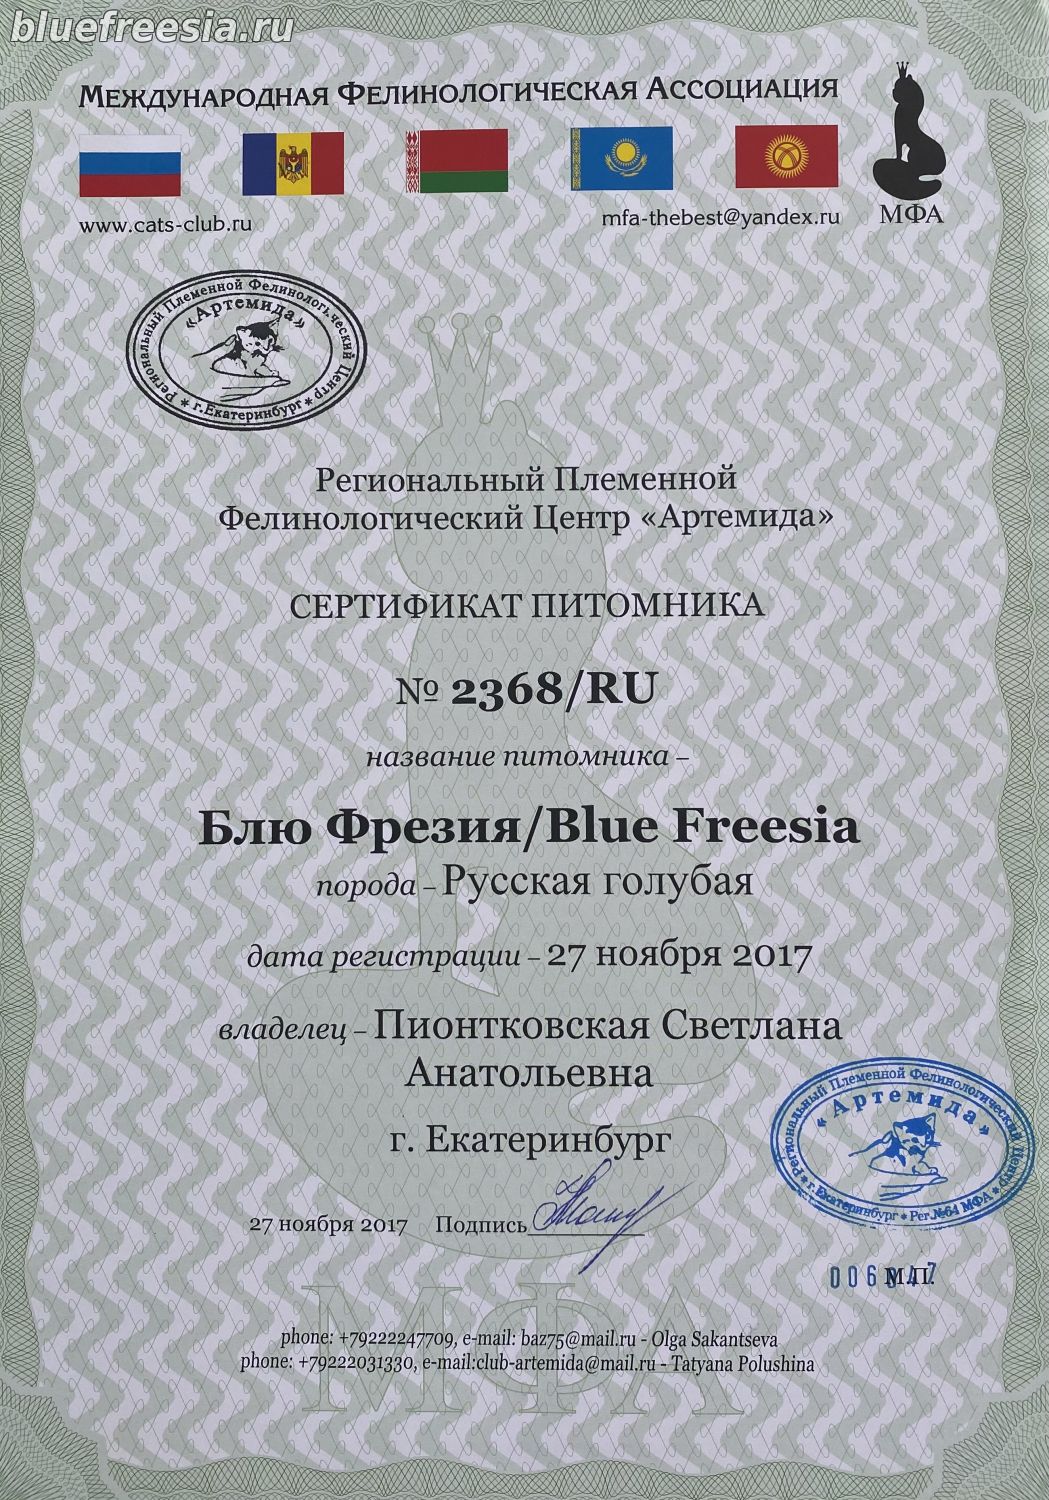 bluefreesia.ru
Международная Фелинологическая Ассоциация
www.cats-club.ru
mfa-thebest@yandex.ru
МФА
Региональный Племенной Фелинологический Центр
«Артемида»
* г.Екатеринбург *
Региональный Племенной
Фелинологический Центр «Артемида»
СЕРТИФИКАТ ПИТОМНИКА
№ 2368/RU
название питомника –
Блю Фрезия/Blue Freesia
порода – Русская голубая
дата регистрации – 27 ноября 2017
владелец – Пионтковская Светлана
Анатольевна
г. Екатеринбург
Региональный Племенной Фелинологический Центр
«Артемида»
* г.Екатеринбург * Рег.№64 МФА *
27 ноября 2017 Подпись
М.П.
МФА
phone: +79222247709, e-mail: baz75@mail.ru - Olga Sakantseva
phone: +79222031330, e-mail:club-artemida@mail.ru - Tatyana Polushina